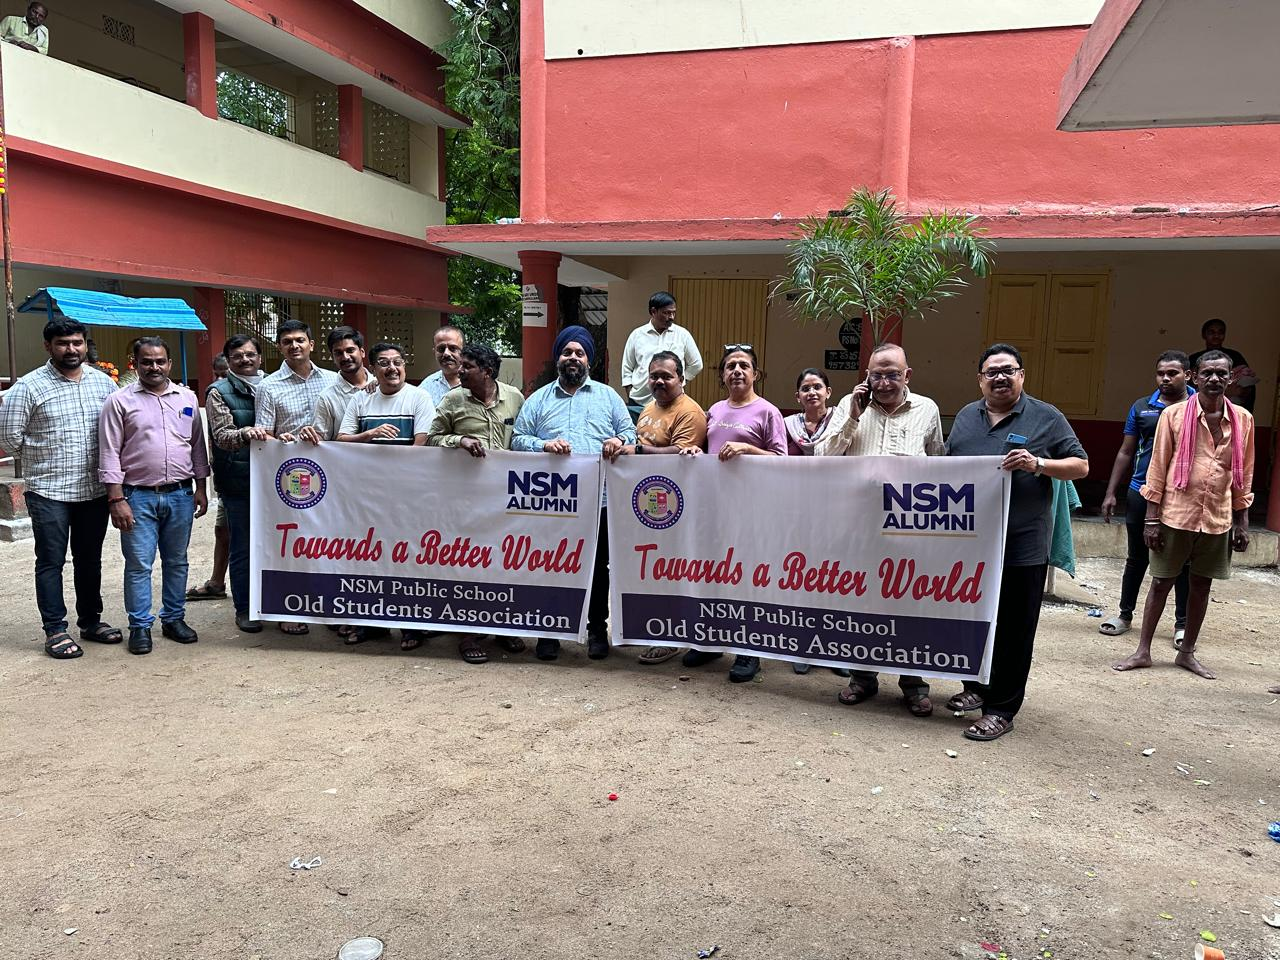 NSM
ALUMNI
Towards a Better World
NSM Public School
Old Students Association
NSM
ALUMNI
Towards a Better World
NSM Public School
Old Students Association